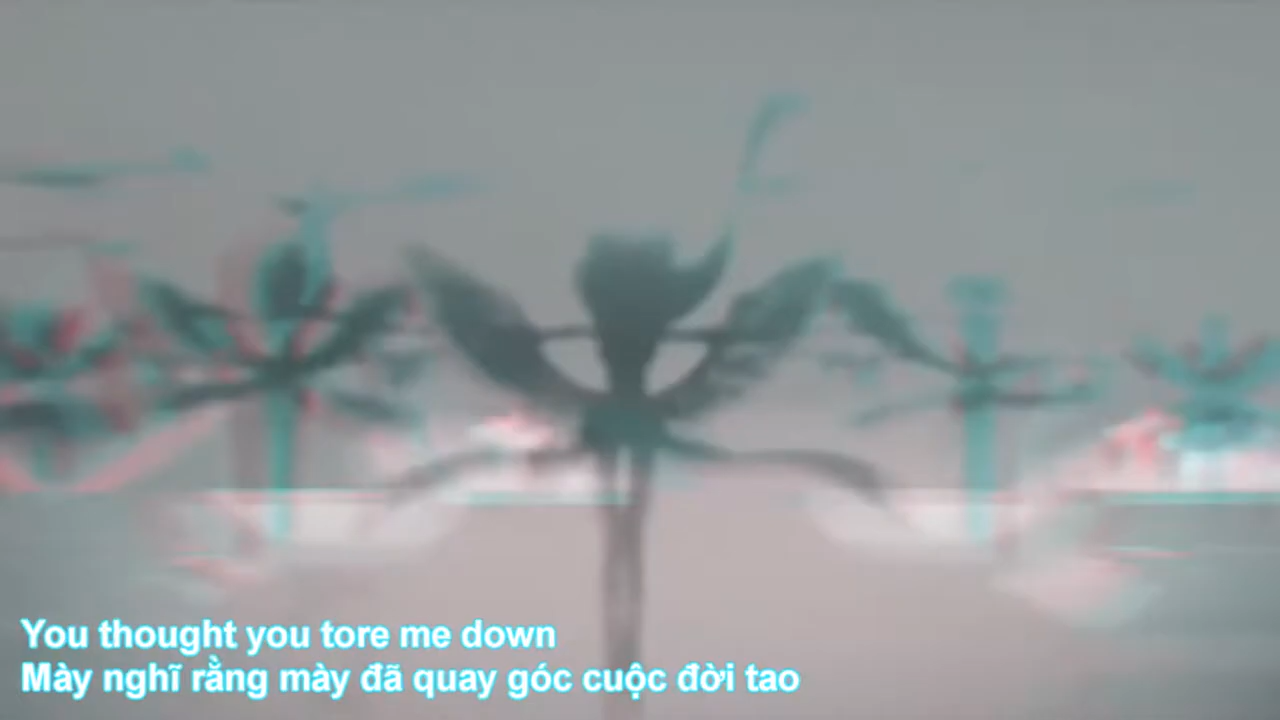 You thought you tore me down
Mày nghĩ rằng mày đã quay góc cuộc đời tao